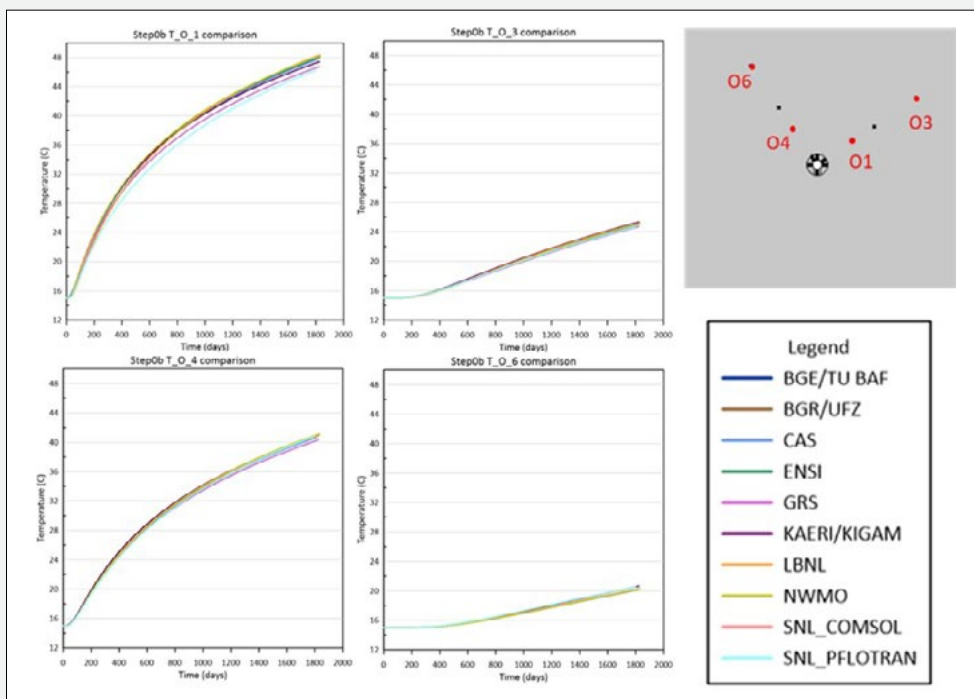 Step0b T_O_1 comparison
Temperature (C)
48
44
40
36
32
28
24
20
16
12
0 200 400 600 800 1000 1200 1400 1600 1800 2000
Time (days)
Step0b T_O_3 comparison
Temperature (C)
48
44
40
36
32
28
24
20
16
12
0 200 400 600 800 1000 1200 1400 1600 1800 2000
Time (days)
O6
O3
O4
O1
Step0b T_O_4 comparison
Temperature (C)
48
44
40
36
32
28
24
20
16
12
0 200 400 600 800 1000 1200 1400 1600 1800 2000
Time (days)
Step0b T_O_6 comparison
Temperature (C)
48
44
40
36
32
28
24
20
16
12
0 200 400 600 800 1000 1200 1400 1600 1800 2000
Time (days)
Legend
BGE/TU BAF
BGR/UFZ
CAS
ENSI
GRS
KAERI/KIGAM
LBNL
NWMO
SNL_COMSOL
SNL_PFLOTRAN